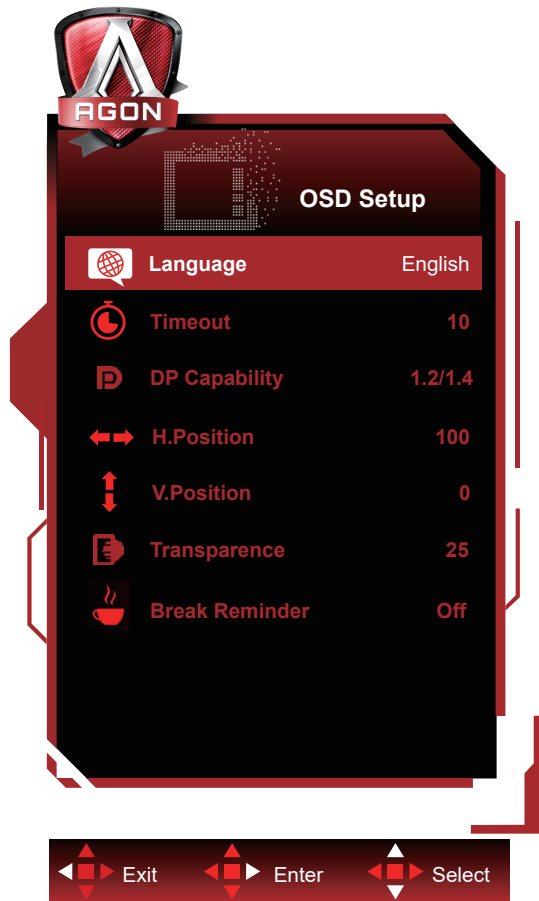 AGON
OSD Setup
Language English
Timeout 10
DP Capability 1.2/1.4
H.Position 100
V.Position 0
Transparence 25
Break Reminder Off
Exit Enter Select